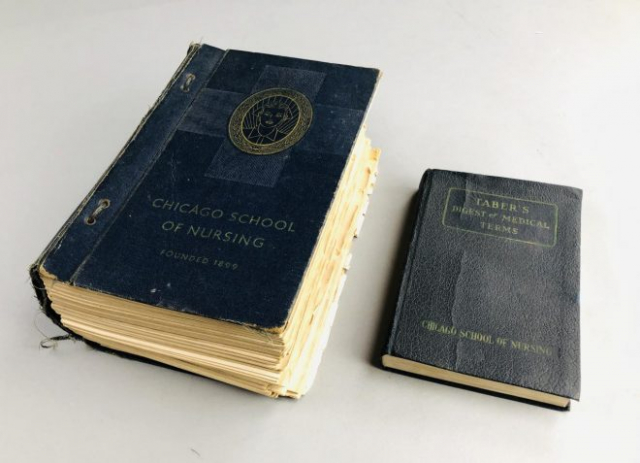 CHICAGO SCHOOL
OF NURSING
FOUNDED 1899
TABER'S
DIGEST of MEDICAL
TERMS
CHICAGO SCHOOL OF NURSING